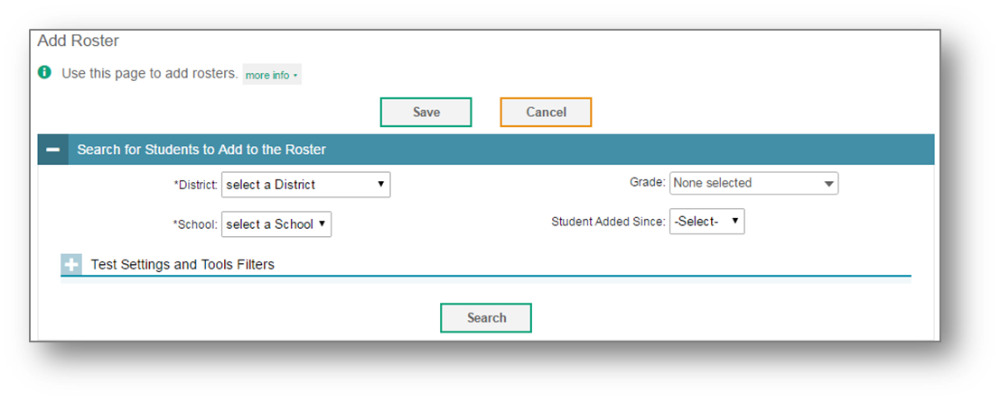 Add Roster
Use this page to add rosters. more info
Save Cancel
Search for Students to Add to the Roster
*District: select a District Grade: None selected
*School: select a School Student Added Since: -Select-
Test Settings and Tools Filters
Search